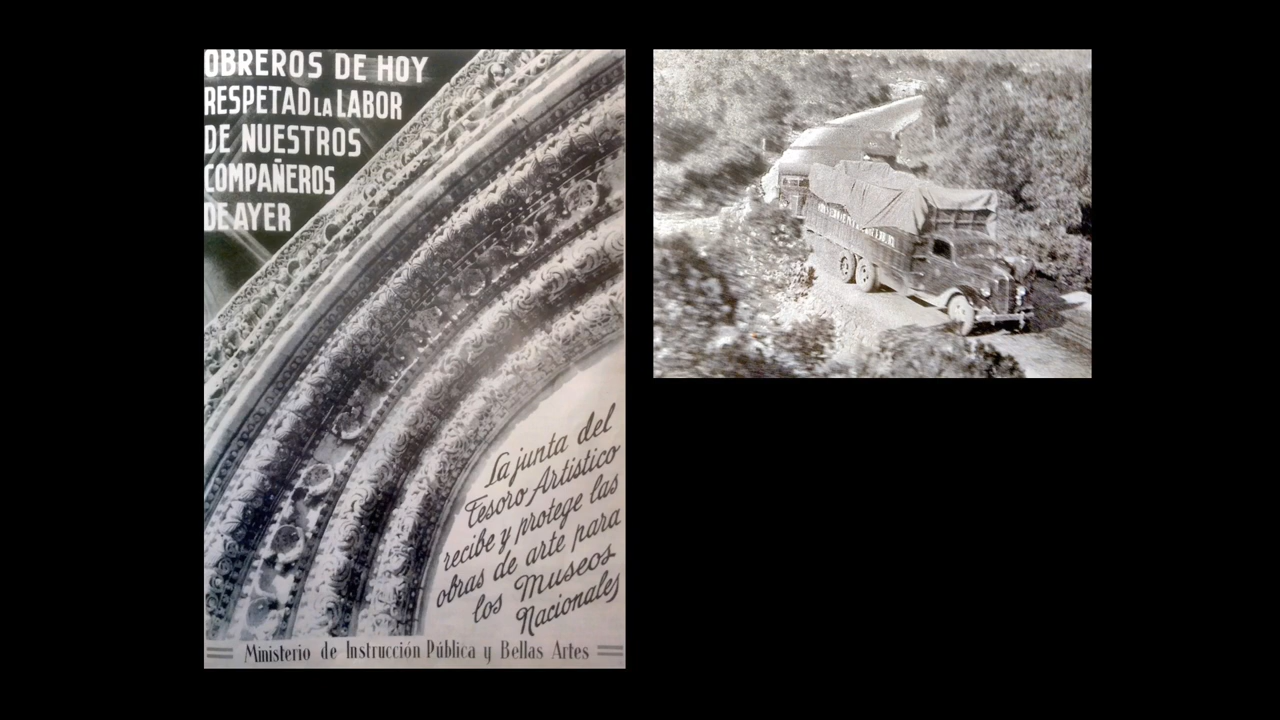 OBREROS DE HOY
RESPETAD LA LABOR
DE NUESTROS
COMPAÑEROS
DE AYER
La junta del
Tesoro Artístico
recibe y protege las
obras de arte para
los Museos
Nacionales
Ministerio de Instrucción Pública y Bellas Artes